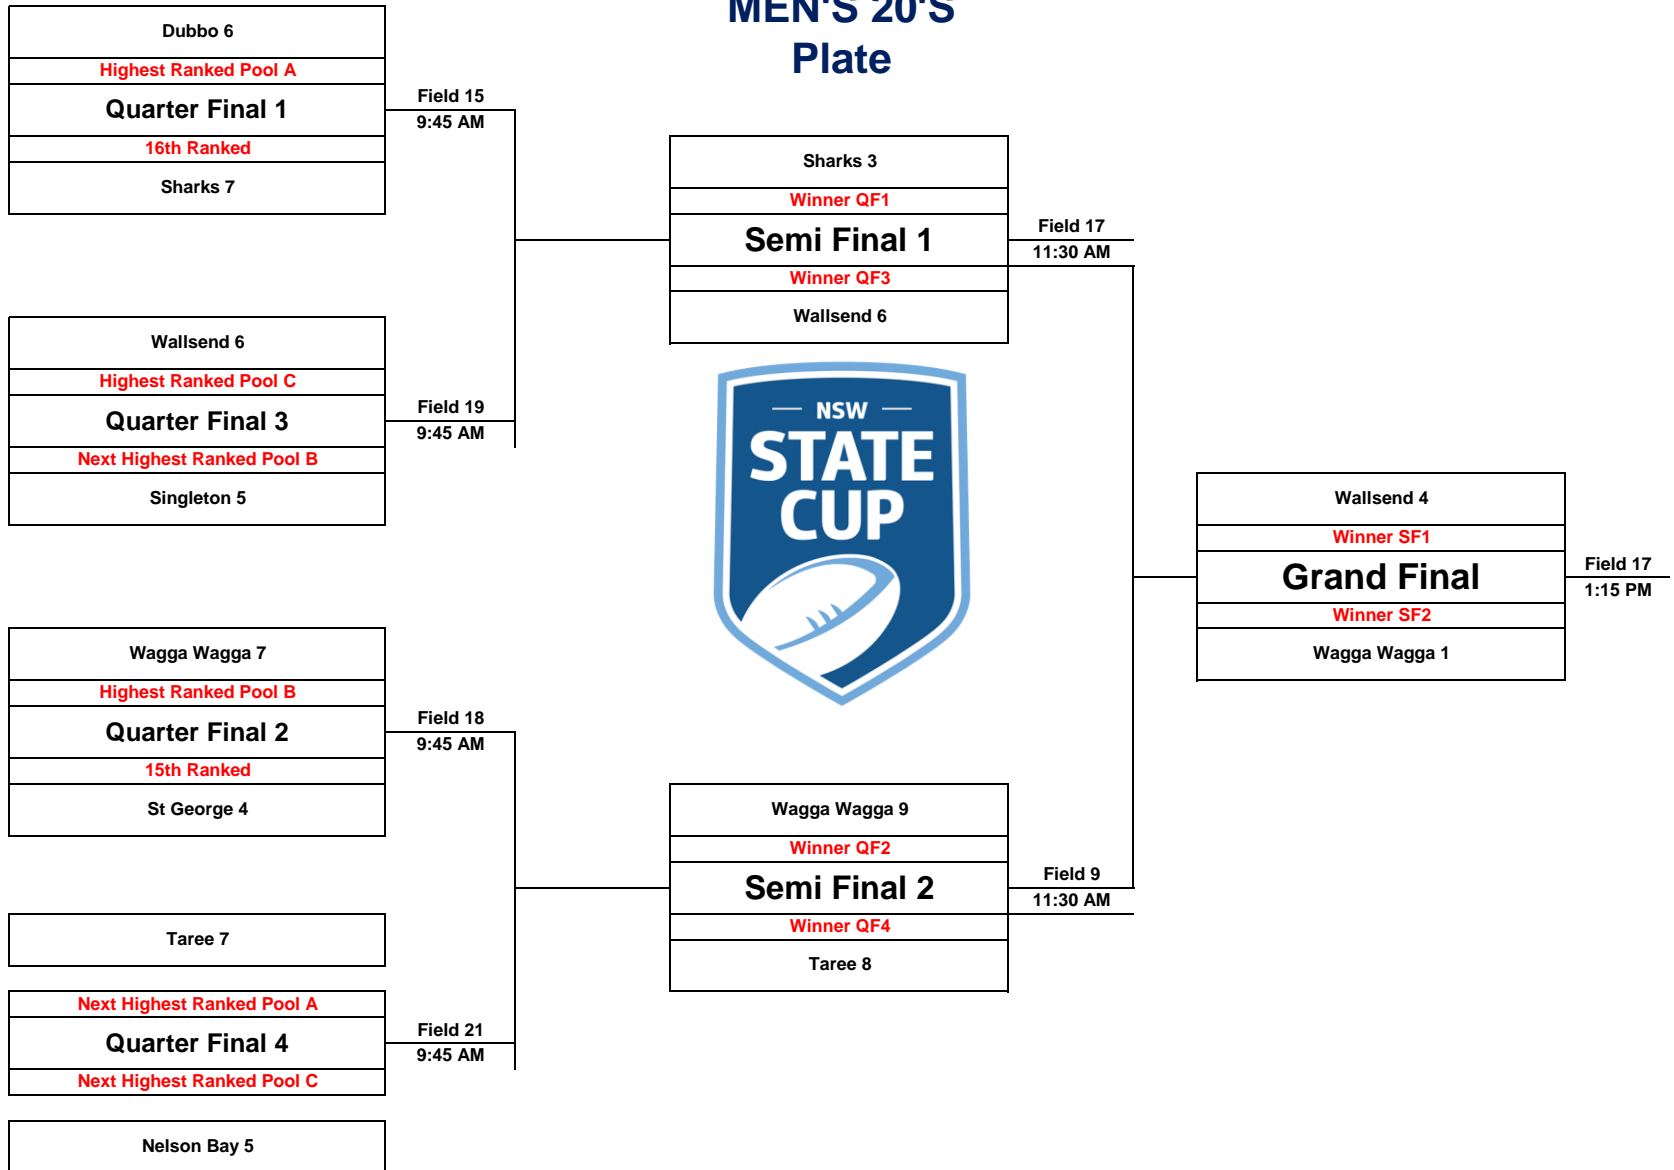 MEN'S 20'S
Plate
Dubbo 6
Highest Ranked Pool A
Quarter Final 1
16th Ranked
Sharks 7
Field 15
9:45 AM
Wallsend 6
Highest Ranked Pool C
Quarter Final 3
Next Highest Ranked Pool B
Singleton 5
Field 19
9:45 AM
Wagga Wagga 7
Highest Ranked Pool B
Quarter Final 2
15th Ranked
St George 4
Field 18
9:45 AM
Taree 7
Next Highest Ranked Pool A
Quarter Final 4
Next Highest Ranked Pool C
Nelson Bay 5
Field 21
9:45 AM
Sharks 3
Winner QF1
Semi Final 1
Winner QF3
Wallsend 6
Field 17
11:30 AM
NSW
STATE
CUP
Wagga Wagga 9
Winner QF2
Semi Final 2
Winner QF4
Taree 8
Field 9
11:30 AM
Wallsend 4
Winner SF1
Grand Final
Winner SF2
Wagga Wagga 1
Field 17
1:15 PM